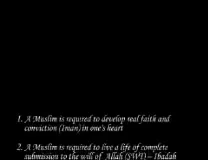 1. A Muslim is required to develop real faith and
conviction (Iman) in one's heart
2. A Muslim is required to live a life of complete
submission to the will of Allah (SWT) – Ibadah